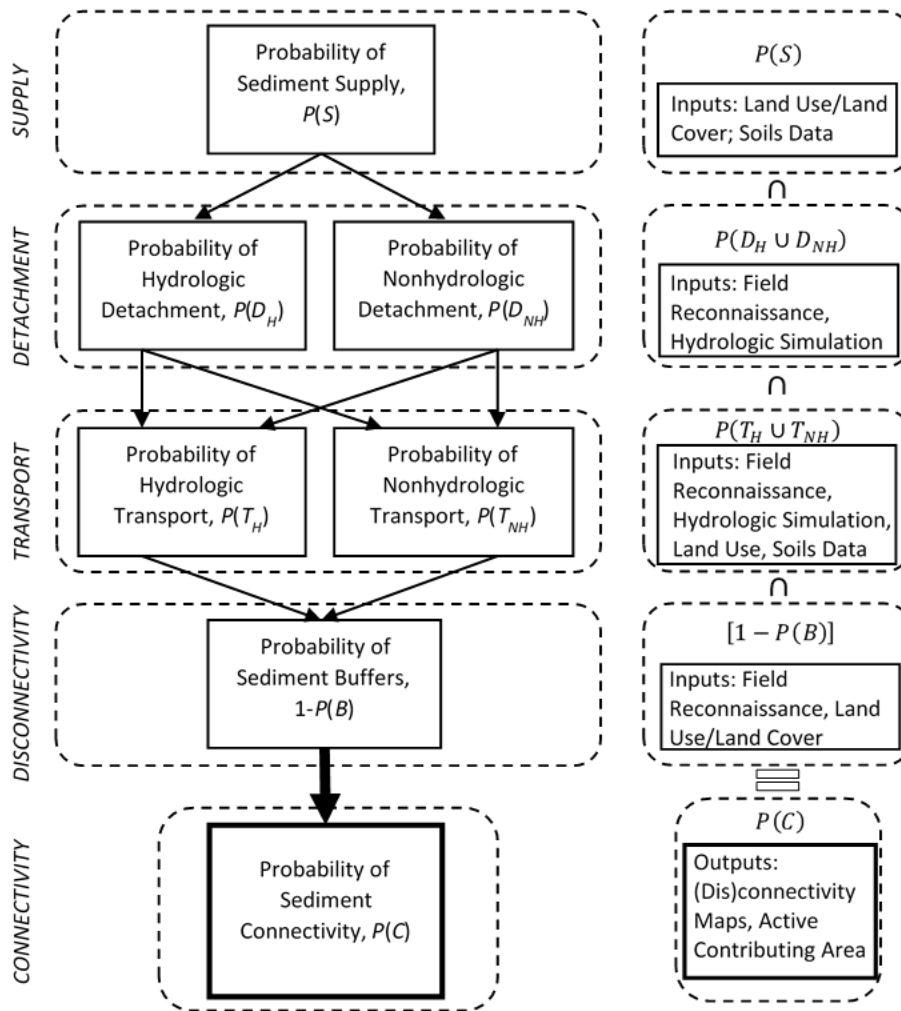 SUPPLY
Probability of
Sediment Supply,
P(S)
P(S)
Inputs: Land Use/Land
Cover; Soils Data
∩
DETACHMENT
Probability of
Hydrologic
Detachment, P(D_H)
Probability of
Nonhydrologic
Detachment, P(D_NH)
P(D_H ∪ D_NH)
Inputs: Field
Reconnaissance,
Hydrologic Simulation
∩
TRANSPORT
Probability of
Hydrologic
Transport, P(T_H)
Probability of
Nonhydrologic
Transport, P(T_NH)
P(T_H ∪ T_NH)
Inputs: Field
Reconnaissance,
Hydrologic Simulation,
Land Use, Soils Data
∩
DISCONNECTIVITY
Probability of
Sediment Buffers,
1-P(B)
[1 − P(B)]
Inputs: Field
Reconnaissance, Land
Use/Land Cover
=
CONNECTIVITY
Probability of
Sediment
Connectivity, P(C)
P(C)
Outputs:
(Dis)connectivity
Maps, Active
Contributing Area